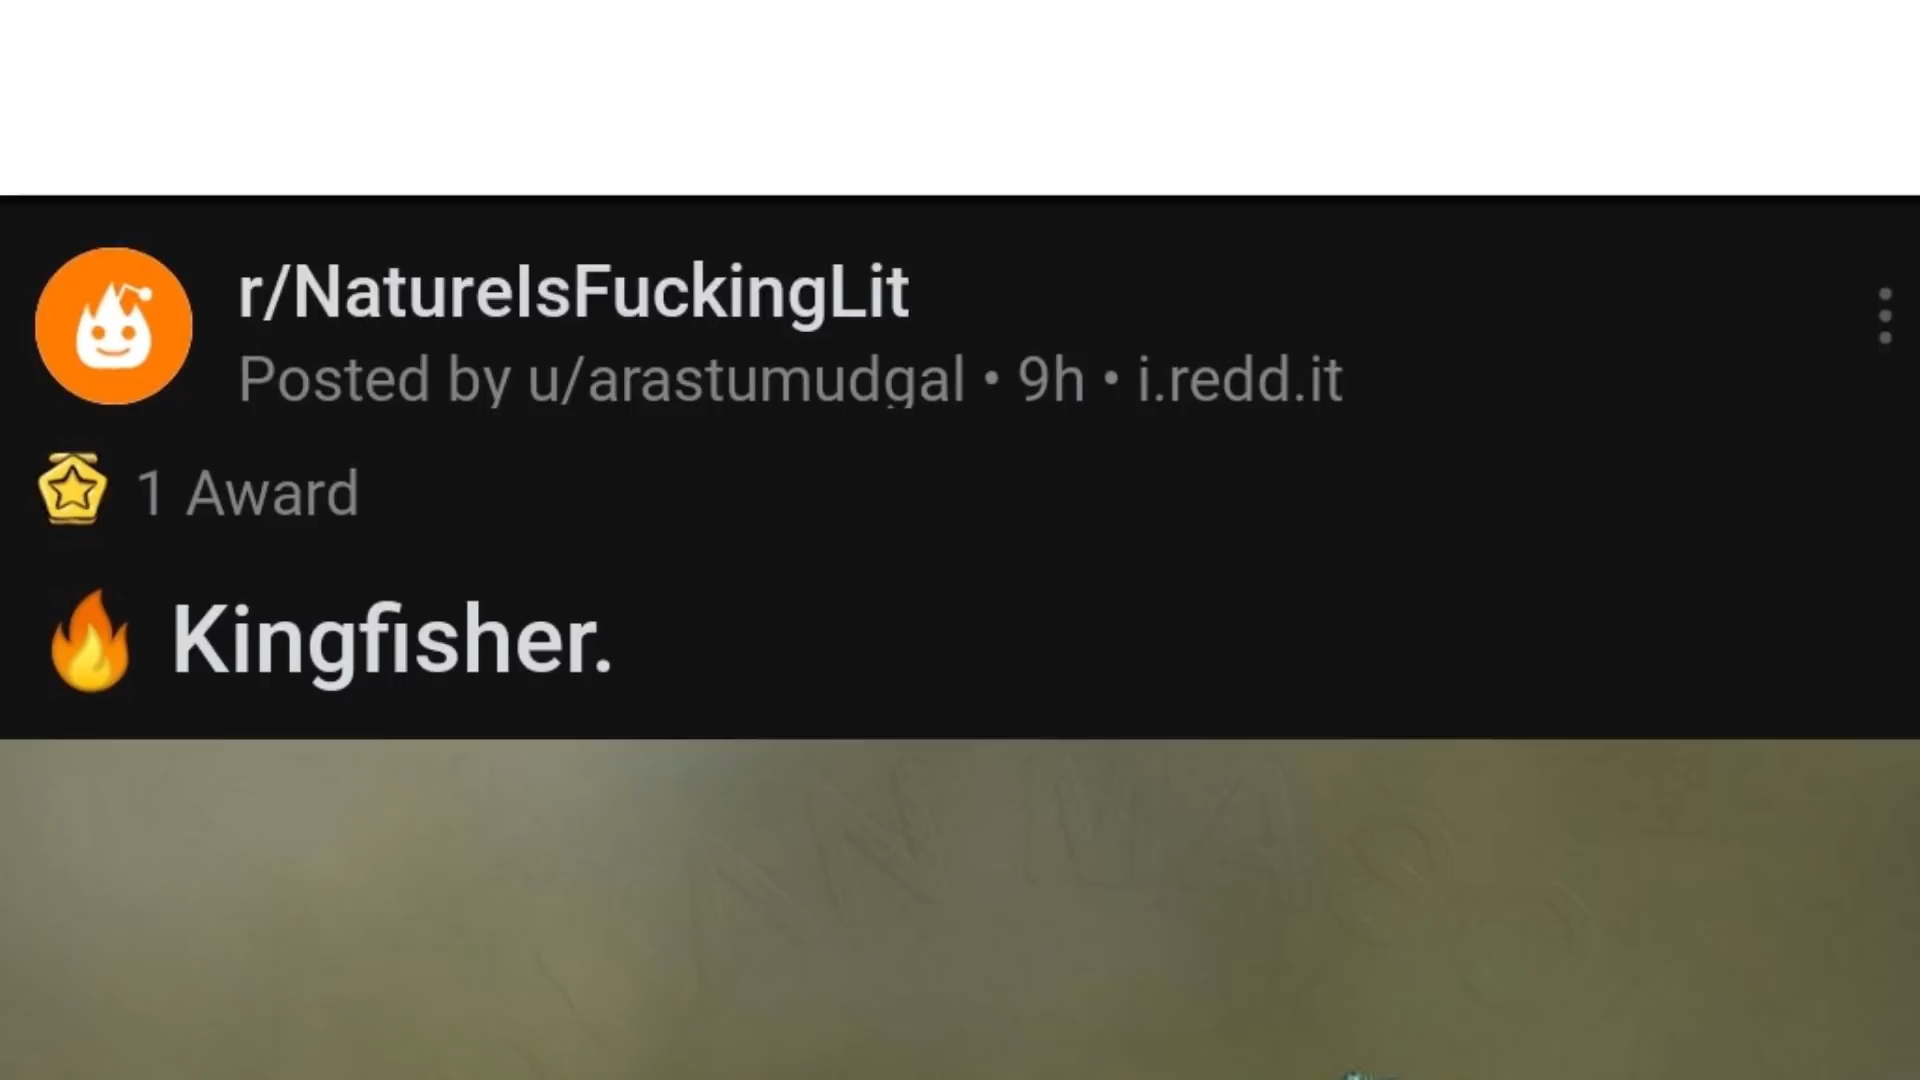 r/NatureIsFuckingLit
Posted by u/arastumudgal • 9h • i.redd.it
1 Award
🔥 Kingfisher.